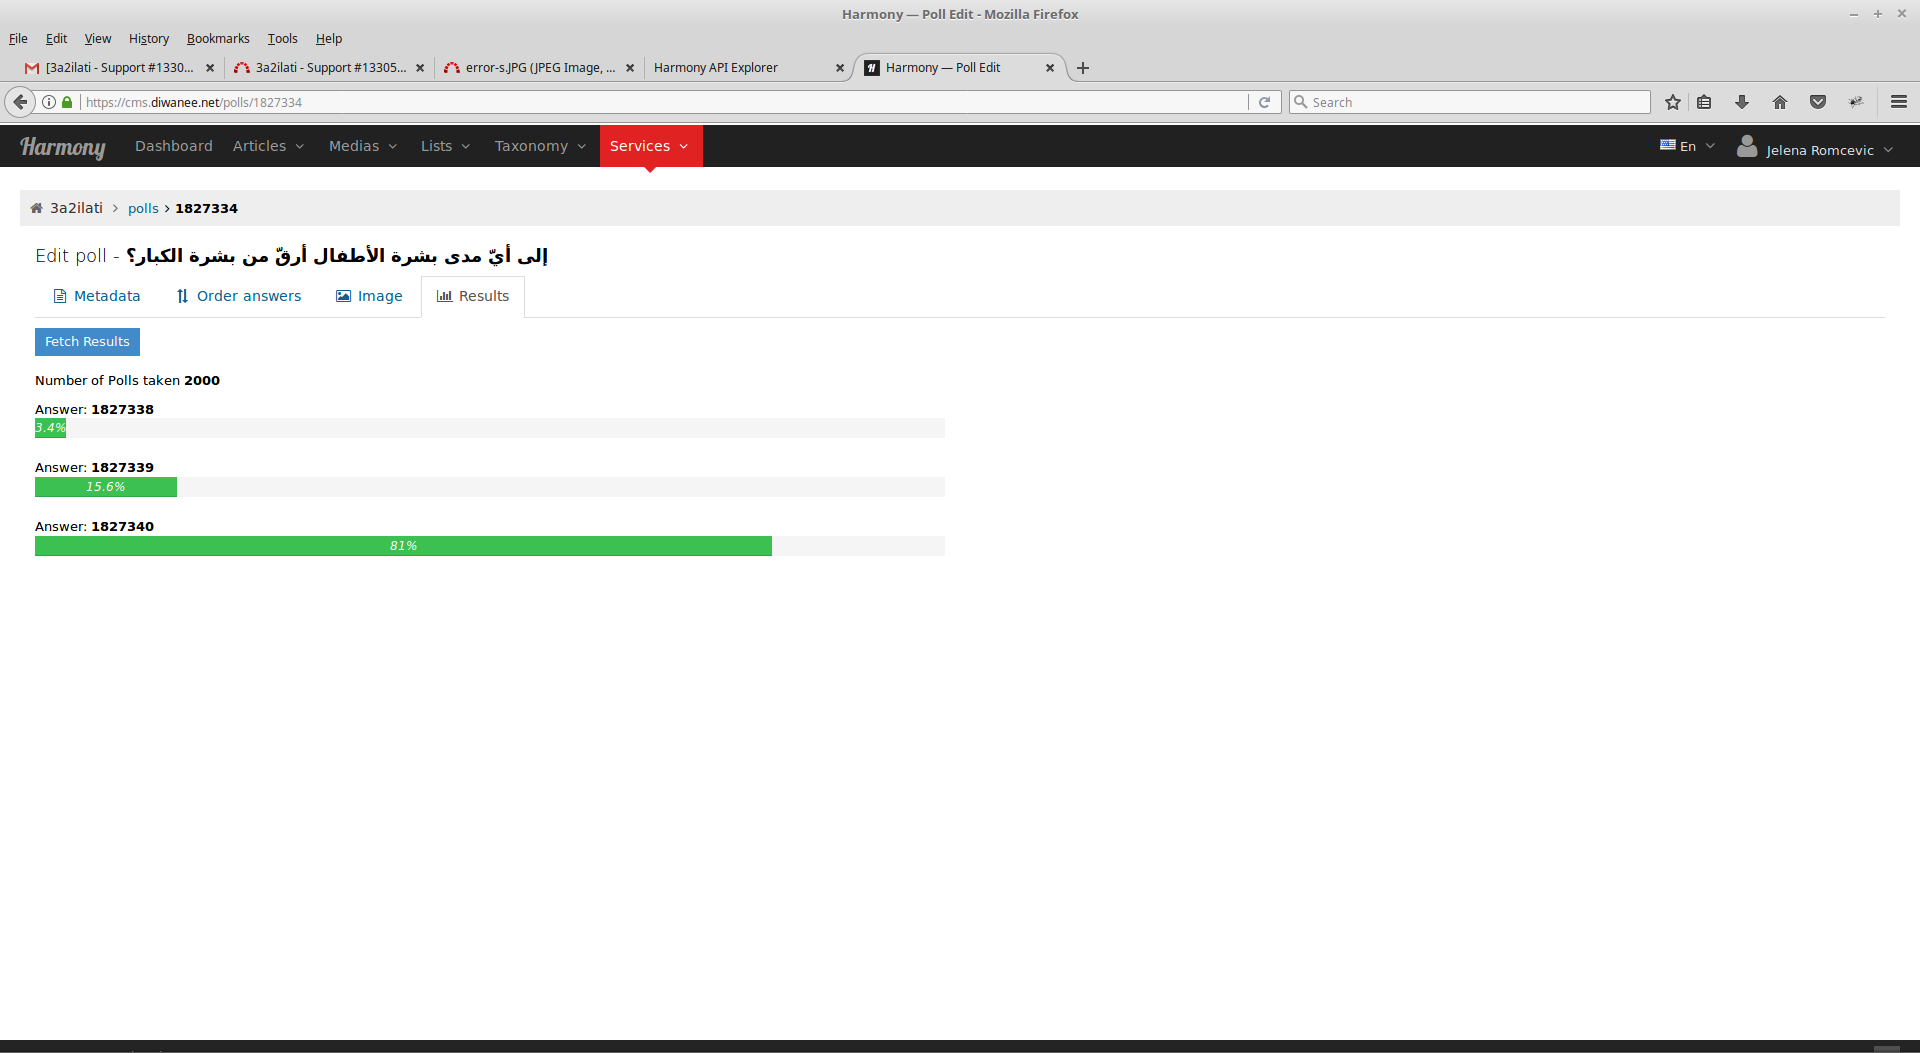 Harmony — Poll Edit - Mozilla Firefox
File Edit View History Bookmarks Tools Help
[3a2ilati - Support #1330... 3a2ilati - Support #13305... error-s.JPG (JPEG Image, ... Harmony API Explorer Harmony — Poll Edit
https://cms.diwanee.net/polls/1827334 Search
Harmony Dashboard Articles Medias Lists Taxonomy Services En Jelena Romcevic
3a2ilati > polls > 1827334
Edit poll - إلى أيّ مدى بشرة الأطفال أرقّ من بشرة الكبار؟
Metadata Order answers Image Results
Fetch Results
Number of Polls taken 2000
Answer: 1827338
3.4%
Answer: 1827339
15.6%
Answer: 1827340
81%